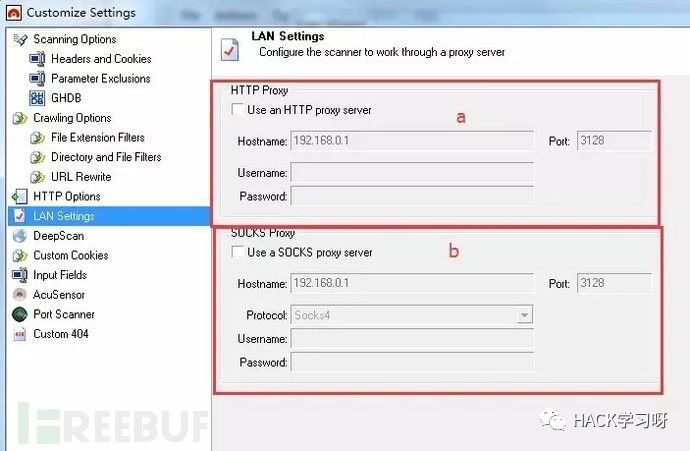 Customize Settings
Scanning Options
Headers and Cookies
Parameter Exclusions
GHDB
Crawling Options
File Extension Filters
Directory and File Filters
URL Rewrite
HTTP Options
LAN Settings
DeepScan
Custom Cookies
Input Fields
AcuSensor
Port Scanner
Custom 404
LAN Settings
Configure the scanner to work through a proxy server
HTTP Proxy
Use an HTTP proxy server
a
Hostname: 192.168.0.1 Port: 3128
Username:
Password:
SOCKS Proxy
Use a SOCKS proxy server
b
Hostname: 192.168.0.1 Port: 3128
Protocol: Socks4
Username:
Password:
FREEBUF
HACK学习呀